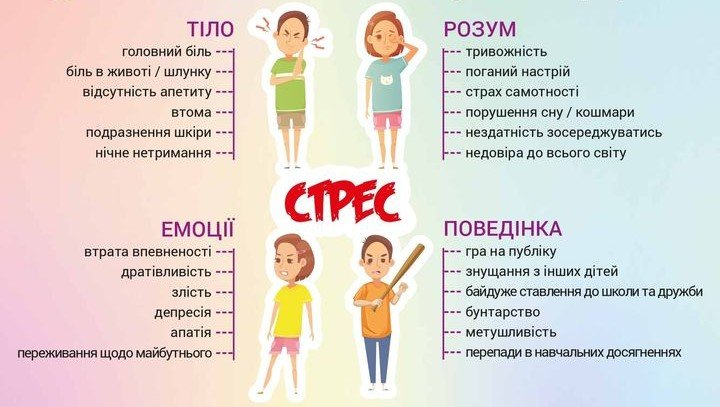 ТІЛО
головний біль
біль в животі / шлунку
відсутність апетиту
втома
подразнення шкіри
нічне нетримання
РОЗУМ
тривожність
поганий настрій
страх самотності
порушення сну / кошмари
нездатність зосереджуватись
недовіра до всього світу
СТРЕС
ЕМОЦІЇ
втрата впевненості
дратівливість
злість
депресія
апатія
переживання щодо майбутнього
ПОВЕДІНКА
гра на публіку
знущання з інших дітей
байдуже ставлення до школи та дружби
бунтарство
метушливість
перепади в навчальних досягненнях